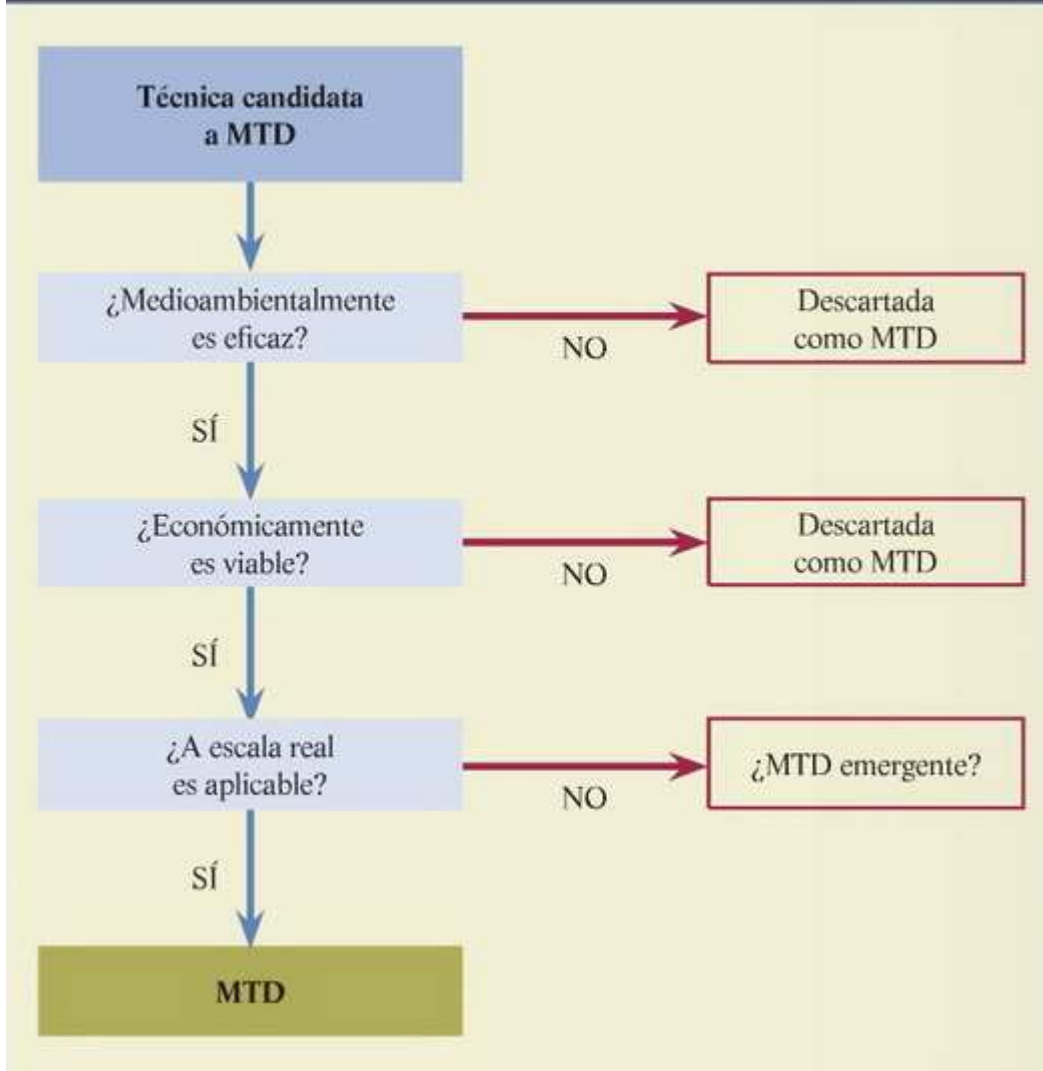 Técnica candidata
a MTD
¿Medioambientalmente
es eficaz?
NO
Descartada
como MTD
SÍ
¿Económicamente
es viable?
NO
Descartada
como MTD
SÍ
¿A escala real
es aplicable?
NO
¿MTD emergente?
SÍ
MTD